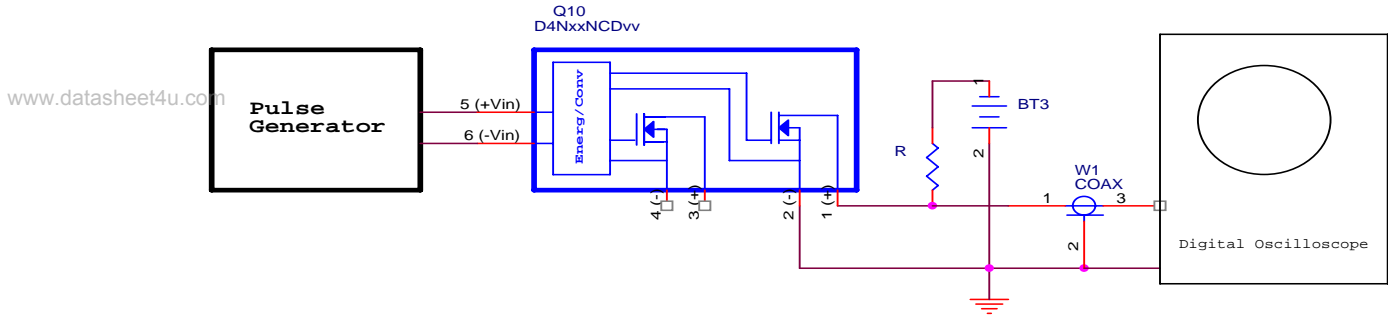 Q10
D4NxxNCDvv
www.datasheet4u.com
Pulse
Generator
5 (+Vin)
6 (-Vin)
Energ/Conv
4 (-)
3 (+)
2 (-)
1 (+)
R
1
BT3
2
W1
COAX
1
3
2
Digital Oscilloscope